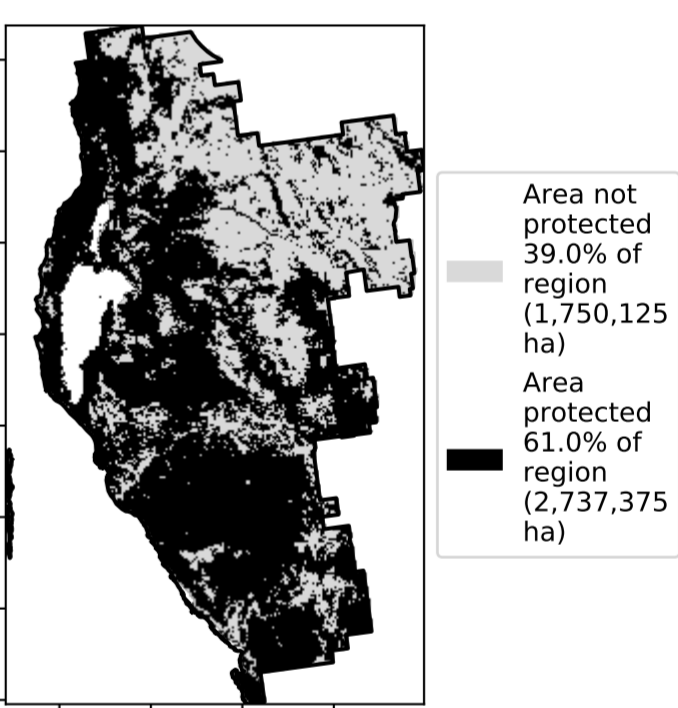 Area not
protected
39.0% of
region
(1,750,125
ha)
Area
protected
61.0% of
region
(2,737,375
ha)